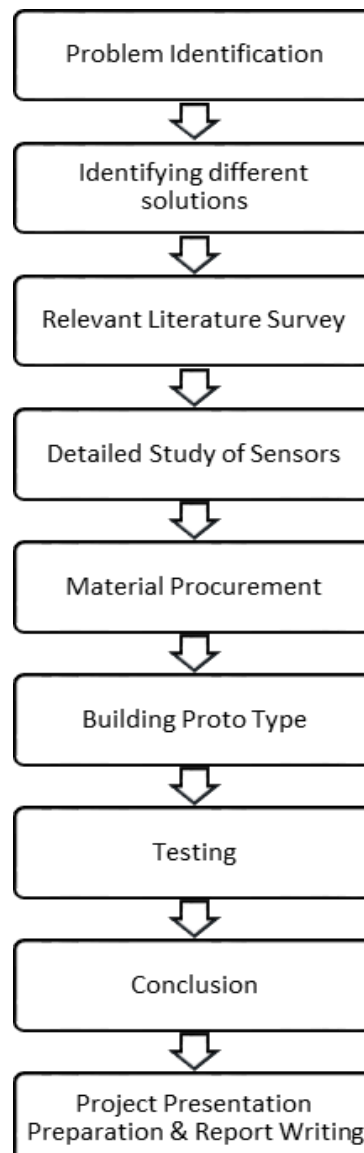 Problem Identification
Identifying different
solutions
Relevant Literature Survey
Detailed Study of Sensors
Material Procurement
Building Proto Type
Testing
Conclusion
Project Presentation
Preparation & Report Writing